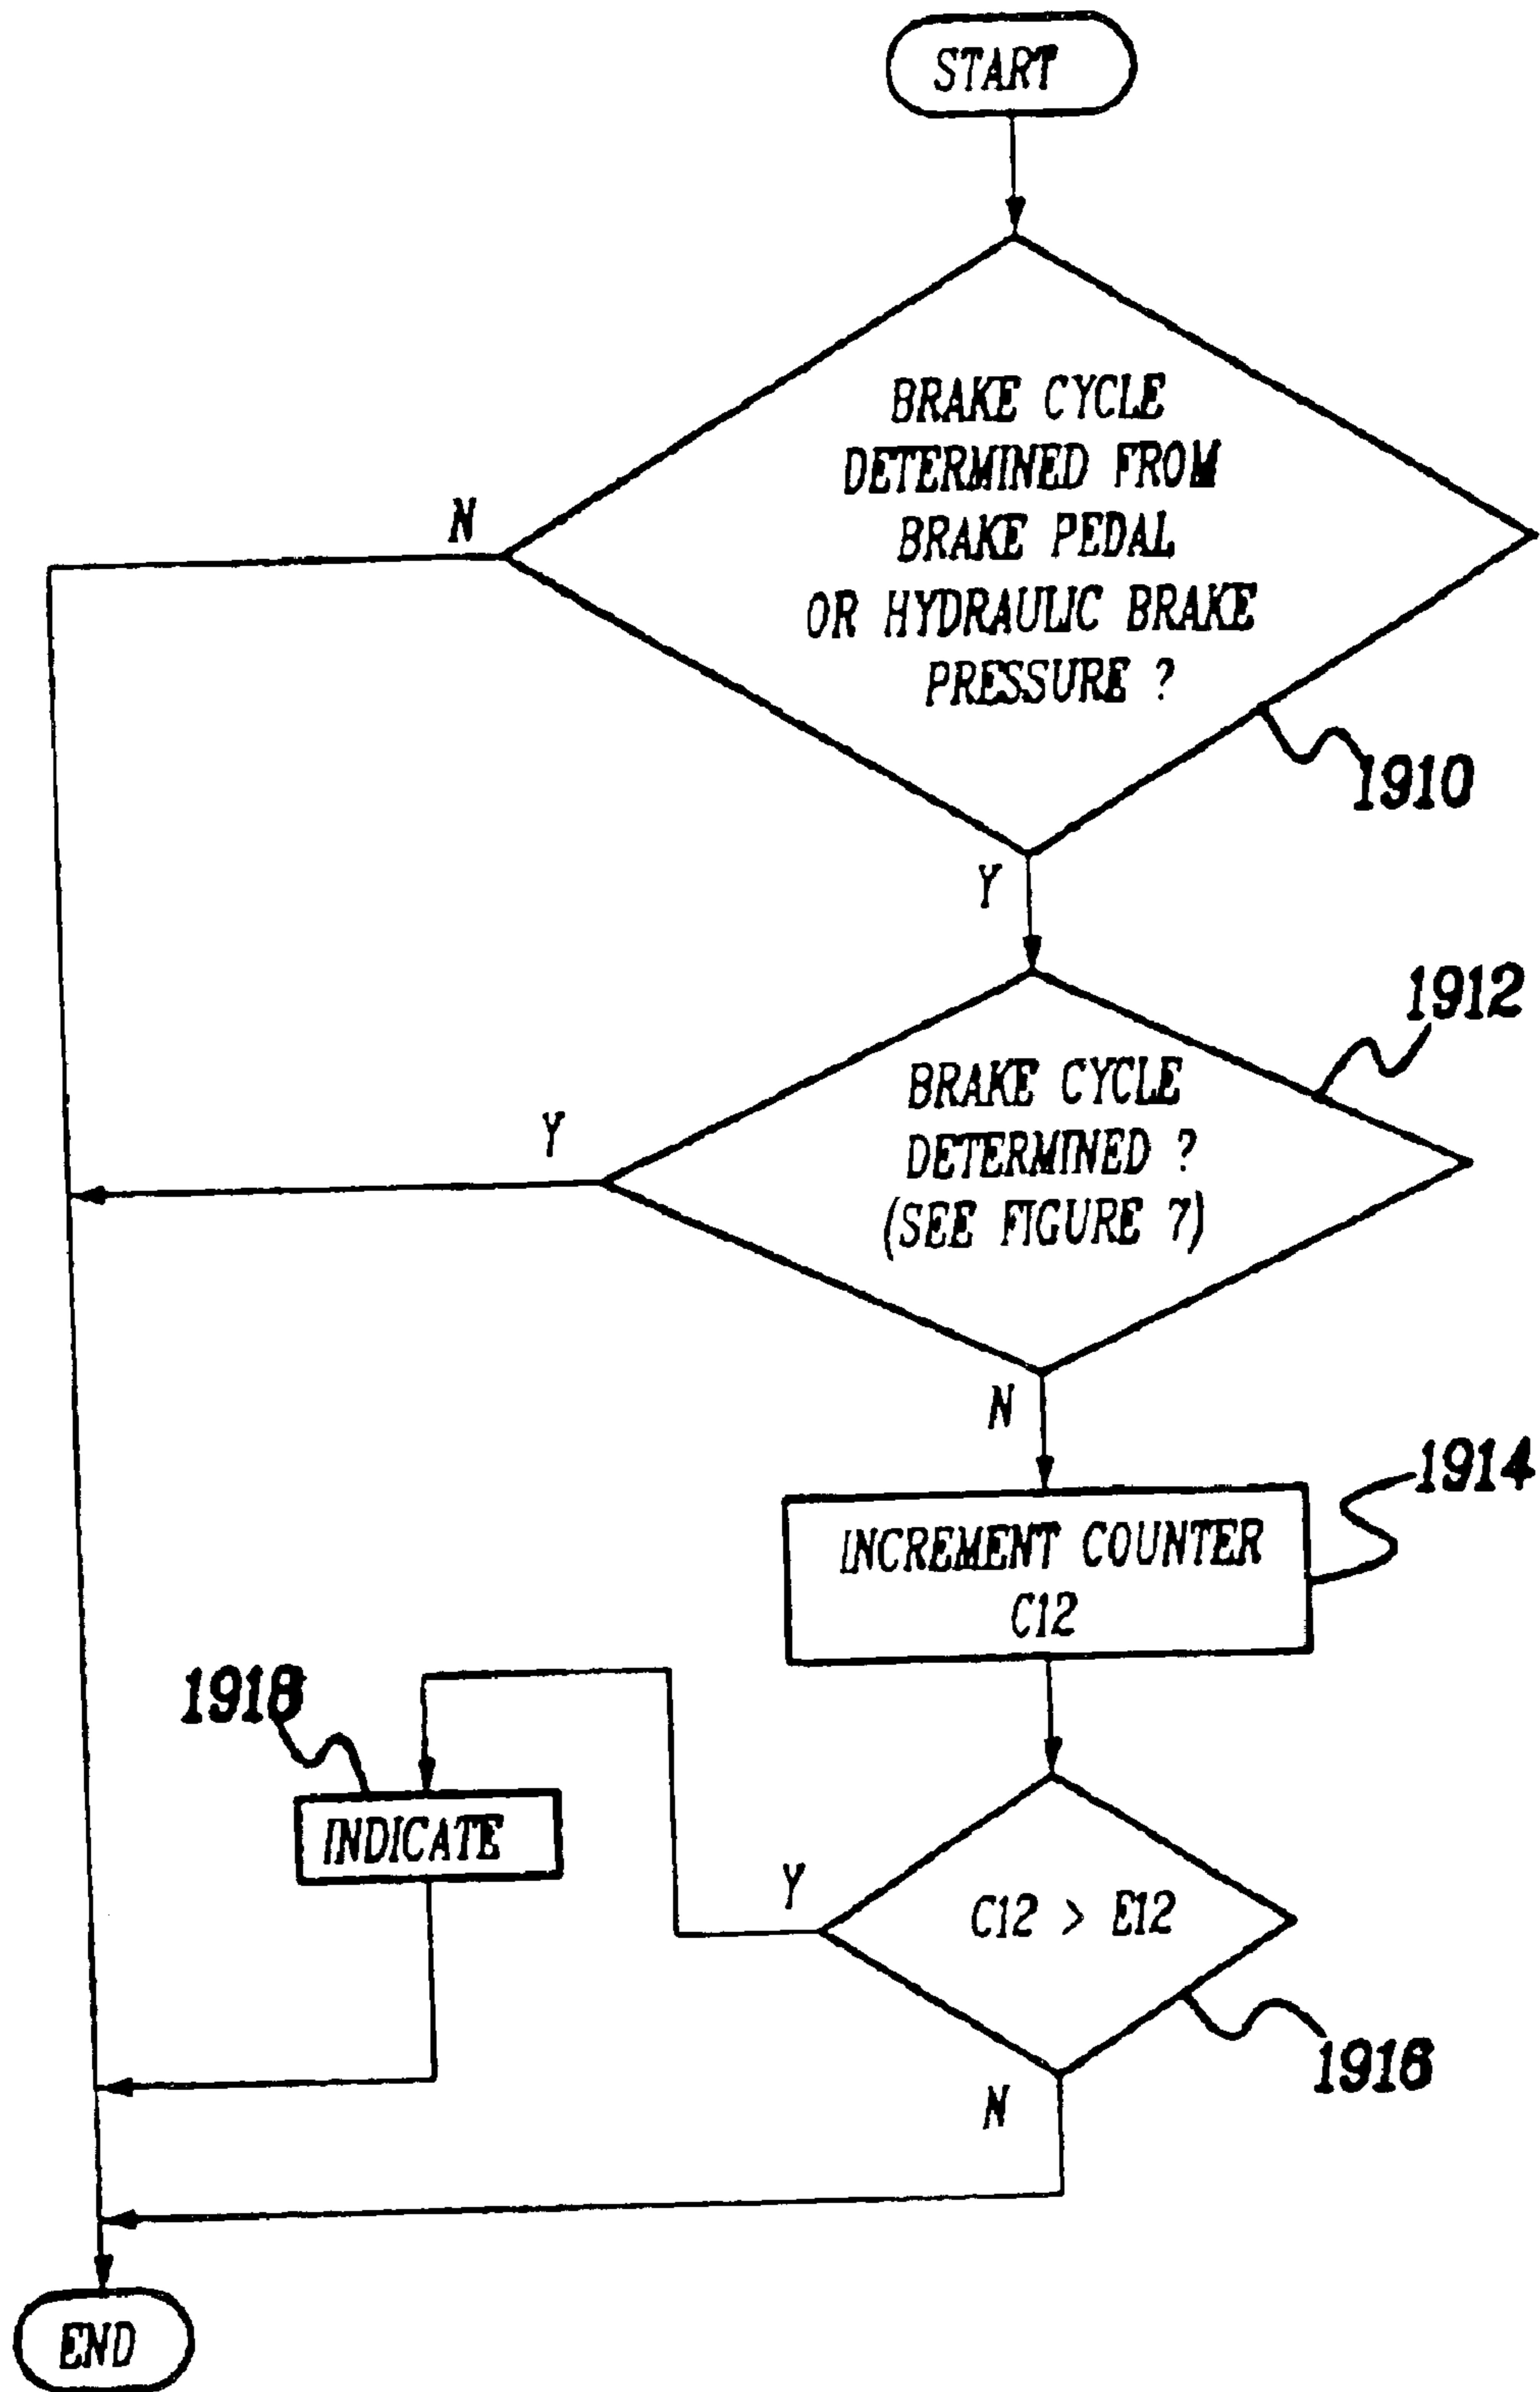 START
BRAKE CYCLE
DETERMINED FROM
BRAKE PEDAL
OR HYDRAULIC BRAKE
PRESSURE ?
N
1910
Y
1912
BRAKE CYCLE
DETERMINED ?
(SEE FIGURE 7)
Y
N
1914
INCREMENT COUNTER
C12
1918
INDICATE
Y
C12 > E12
1916
N
END